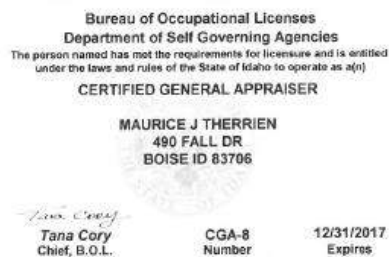 Bureau of Occupational Licenses
Department of Self Governing Agencies
The person named has met the requirements for licensure and is entitled
under the laws and rules of the State of Idaho to operate as a(n)
CERTIFIED GENERAL APPRAISER
MAURICE J THERRIEN
490 FALL DR
BOISE ID 83706
Tana Cory
Tana Cory CGA-8 12/31/2017
Chief, B.O.L. Number Expires